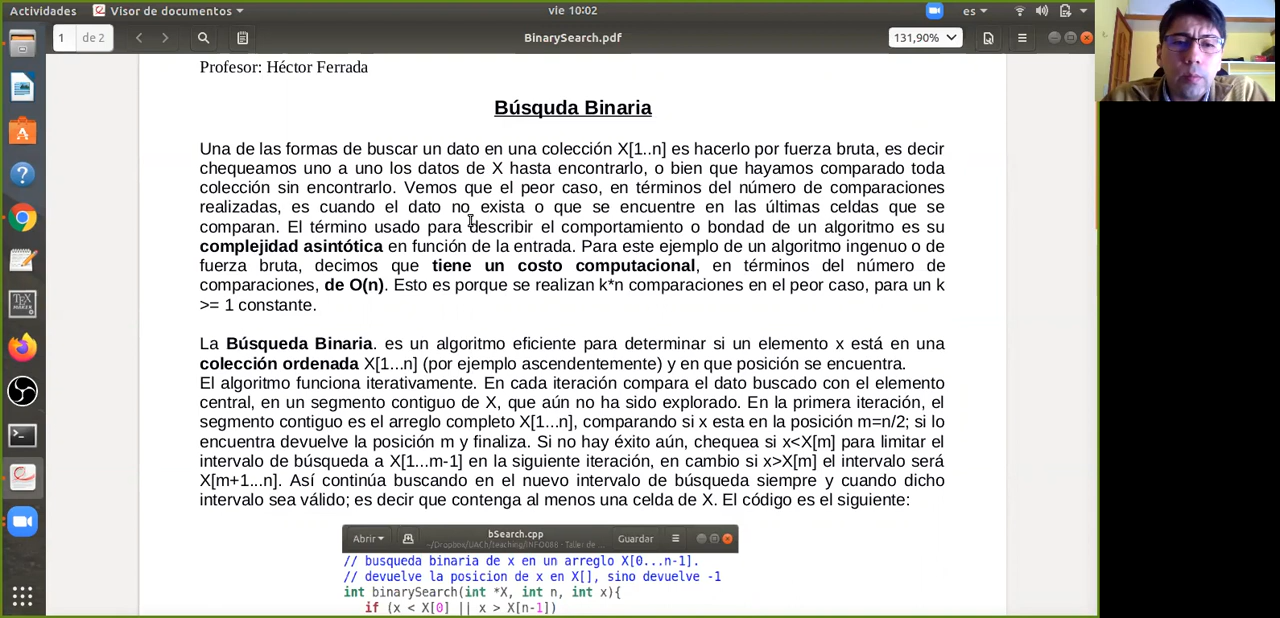 Actividades
Visor de documentos
vie 10:02
es
1
de 2
BinarySearch.pdf
131,90%
Profesor: Héctor Ferrada
Búsquda Binaria
Una de las formas de buscar un dato en una colección X[1..n] es hacerlo por fuerza bruta, es decir
chequeamos uno a uno los datos de X hasta encontrarlo, o bien que hayamos comparado toda
colección sin encontrarlo. Vemos que el peor caso, en términos del número de comparaciones
realizadas, es cuando el dato no exista o que se encuentre en las últimas celdas que se
comparan. El término usado para describir el comportamiento o bondad de un algoritmo es su
complejidad asintótica en función de la entrada. Para este ejemplo de un algoritmo ingenuo o de
fuerza bruta, decimos que tiene un costo computacional, en términos del número de
comparaciones, de O(n). Esto es porque se realizan k*n comparaciones en el peor caso, para un k
>= 1 constante.
La Búsqueda Binaria. es un algoritmo eficiente para determinar si un elemento x está en una
colección ordenada X[1...n] (por ejemplo ascendentemente) y en que posición se encuentra.
El algoritmo funciona iterativamente. En cada iteración compara el dato buscado con el elemento
central, en un segmento contiguo de X, que aún no ha sido explorado. En la primera iteración, el
segmento contiguo es el arreglo completo X[1...n], comparando si x esta en la posición m=n/2; si lo
encuentra devuelve la posición m y finaliza. Si no hay éxito aún, chequea si x<X[m] para limitar el
intervalo de búsqueda a X[1...m-1] en la siguiente iteración, en cambio si x>X[m] el intervalo será
X[m+1...n]. Así continúa buscando en el nuevo intervalo de búsqueda siempre y cuando dicho
intervalo sea válido; es decir que contenga al menos una celda de X. El código es el siguiente:
Abrir
bSearch.cpp
~/Dropbox/UACh/teaching/INFO088 - Taller de ...
Guardar
// busqueda binaria de x en un arreglo X[0...n-1].
// devuelve la posicion de x en X[], sino devuelve -1
int binarySearch(int *X, int n, int x){
if (x < X[0] || x > X[n-1])